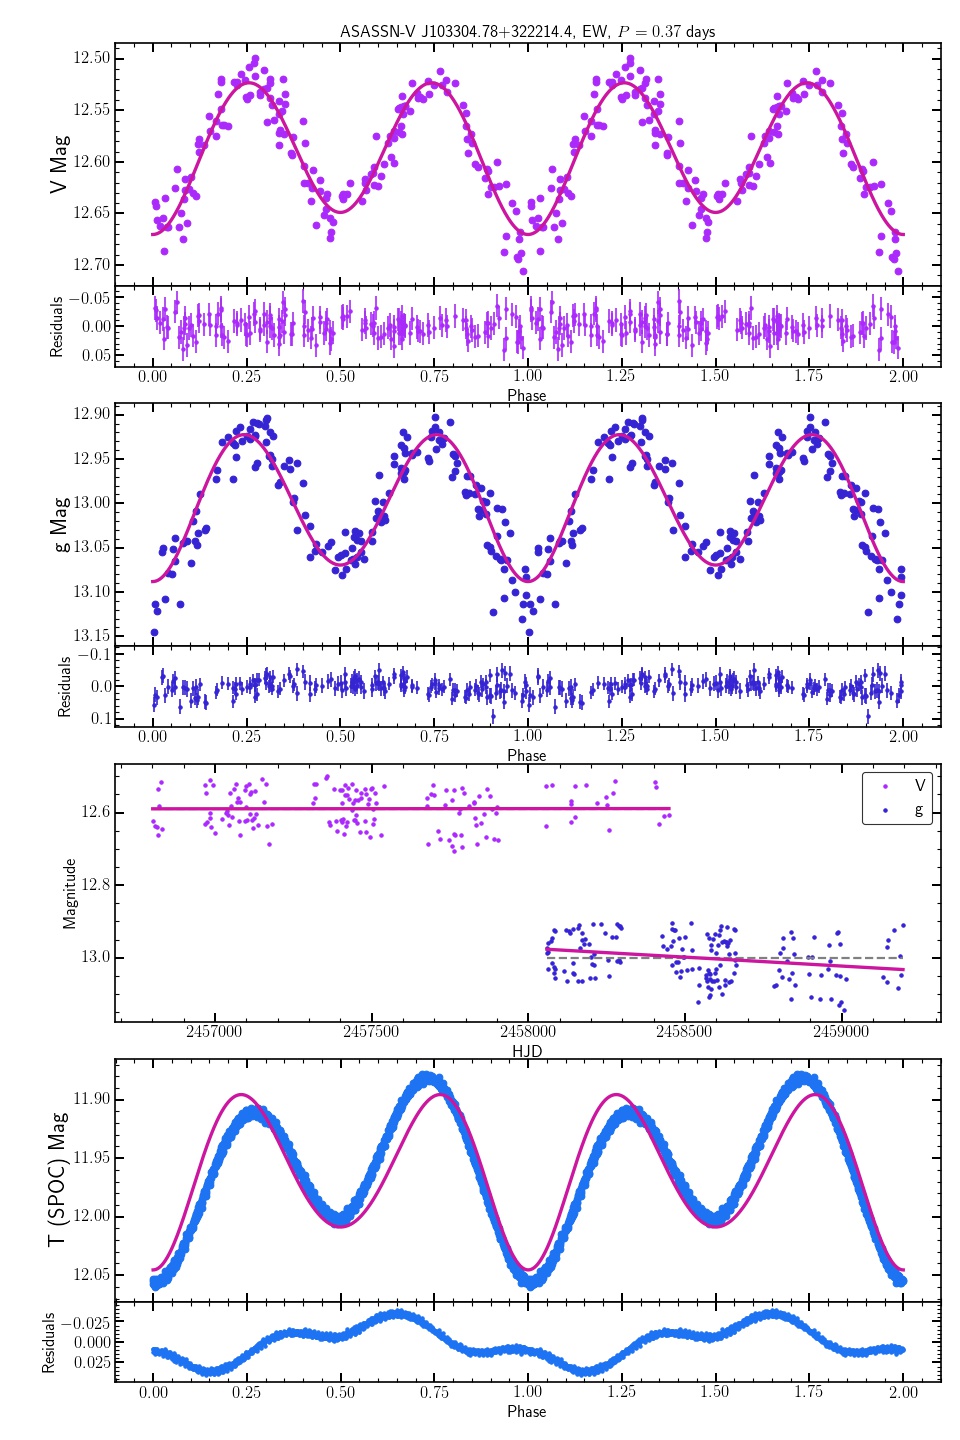 ASASSN-V J103304.78+322214.4, EW, P = 0.37 days
12.50
12.55
12.60
12.65
12.70
V Mag
−0.05
0.00
0.05
Residuals
0.00 0.25 0.50 0.75 1.00 1.25 1.50 1.75 2.00
Phase
12.90
12.95
13.00
13.05
13.10
13.15
g Mag
−0.1
0.0
0.1
Residuals
0.00 0.25 0.50 0.75 1.00 1.25 1.50 1.75 2.00
Phase
12.6
12.8
13.0
Magnitude
V
g
2457000 2457500 2458000 2458500 2459000
HJD
11.90
11.95
12.00
12.05
T (SPOC) Mag
−0.025
0.000
0.025
Residuals
0.00 0.25 0.50 0.75 1.00 1.25 1.50 1.75 2.00
Phase